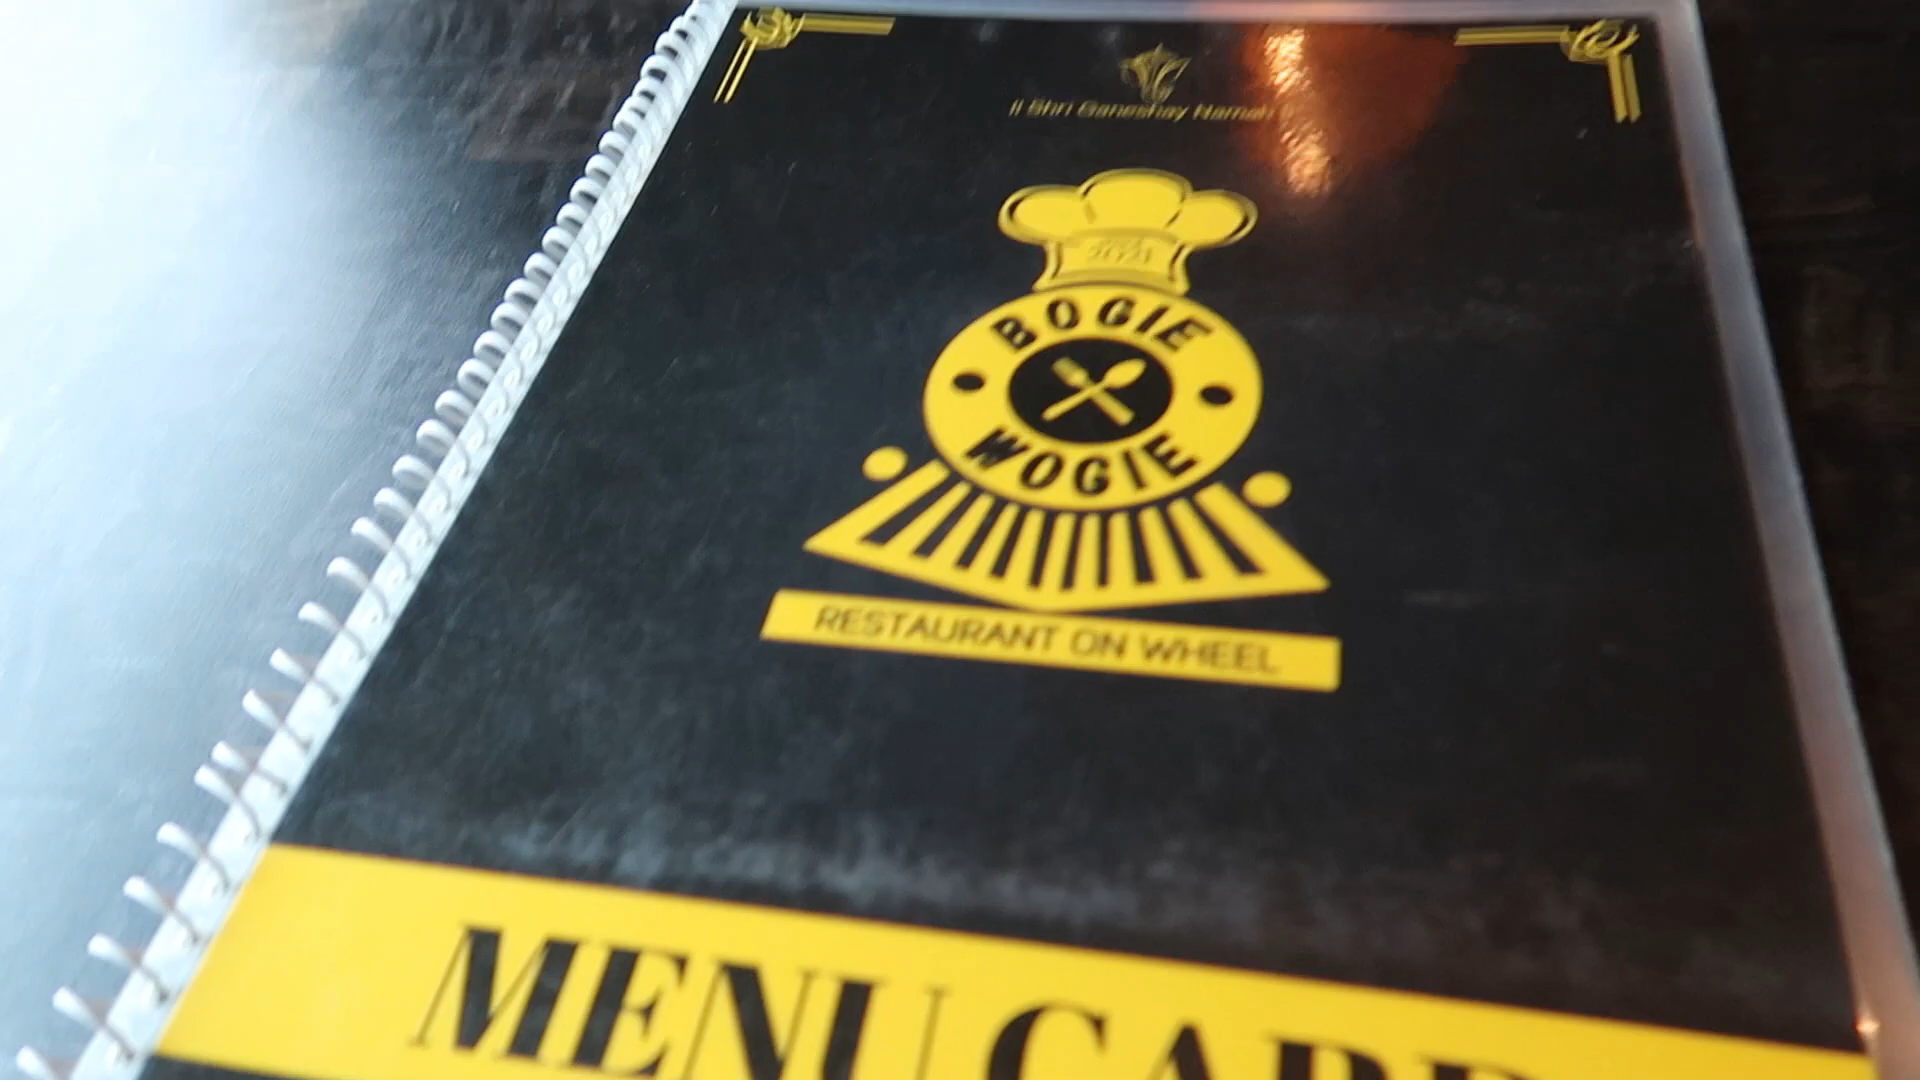 || Shri Ganeshay Namah ||
2021
BOGIE
WOGIE
RESTAURANT ON WHEEL
MENU CARD